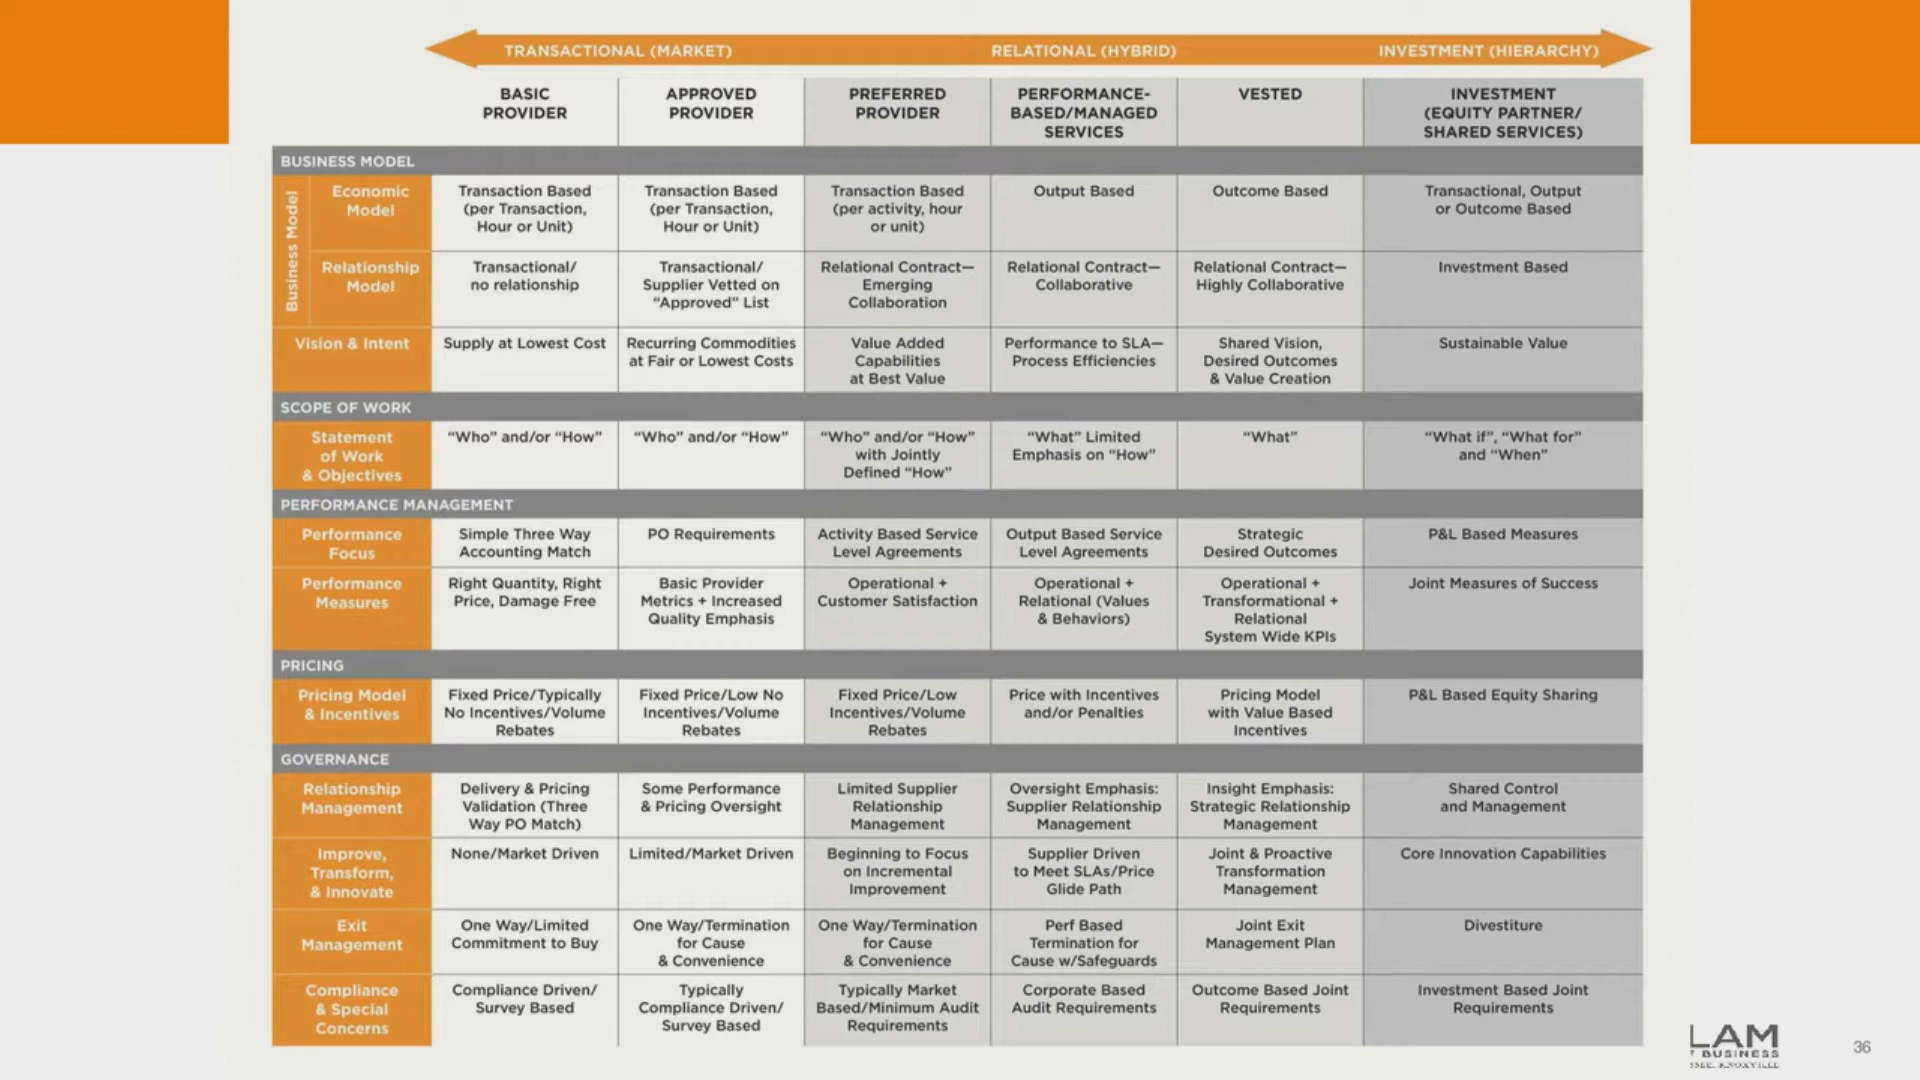 TRANSACTIONAL (MARKET) RELATIONAL (HYBRID) INVESTMENT (HIERARCHY)
BASIC
PROVIDER
APPROVED
PROVIDER
PREFERRED
PROVIDER
PERFORMANCE-
BASED/MANAGED
SERVICES
VESTED
INVESTMENT
(EQUITY PARTNER/
SHARED SERVICES)
BUSINESS MODEL
Business Model
Economic
Model
Transaction Based
(per Transaction,
Hour or Unit)
Transaction Based
(per Transaction,
Hour or Unit)
Transaction Based
(per activity, hour
or unit)
Output Based
Outcome Based
Transactional, Output
or Outcome Based
Relationship
Model
Transactional/
no relationship
Transactional/
Supplier Vetted on
“Approved” List
Relational Contract—
Emerging
Collaboration
Relational Contract—
Collaborative
Relational Contract—
Highly Collaborative
Investment Based
Vision & Intent
Supply at Lowest Cost
Recurring Commodities
at Fair or Lowest Costs
Value Added
Capabilities
at Best Value
Performance to SLA—
Process Efficiencies
Shared Vision,
Desired Outcomes
& Value Creation
Sustainable Value
SCOPE OF WORK
Statement
of Work
& Objectives
“Who” and/or “How”
“Who” and/or “How”
“Who” and/or “How”
with Jointly
Defined “How”
“What” Limited
Emphasis on “How”
“What”
“What if”, “What for”
and “When”
PERFORMANCE MANAGEMENT
Performance
Focus
Simple Three Way
Accounting Match
PO Requirements
Activity Based Service
Level Agreements
Output Based Service
Level Agreements
Strategic
Desired Outcomes
P&L Based Measures
Performance
Measures
Right Quantity, Right
Price, Damage Free
Basic Provider
Metrics + Increased
Quality Emphasis
Operational +
Customer Satisfaction
Operational +
Relational (Values
& Behaviors)
Operational +
Transformational +
Relational
System Wide KPIs
Joint Measures of Success
PRICING
Pricing Model
& Incentives
Fixed Price/Typically
No Incentives/Volume
Rebates
Fixed Price/Low No
Incentives/Volume
Rebates
Fixed Price/Low
Incentives/Volume
Rebates
Price with Incentives
and/or Penalties
Pricing Model
with Value Based
Incentives
P&L Based Equity Sharing
GOVERNANCE
Relationship
Management
Delivery & Pricing
Validation (Three
Way PO Match)
Some Performance
& Pricing Oversight
Limited Supplier
Relationship
Management
Oversight Emphasis:
Supplier Relationship
Management
Insight Emphasis:
Strategic Relationship
Management
Shared Control
and Management
Improve,
Transform,
& Innovate
None/Market Driven
Limited/Market Driven
Beginning to Focus
on Incremental
Improvement
Supplier Driven
to Meet SLAs/Price
Glide Path
Joint & Proactive
Transformation
Management
Core Innovation Capabilities
Exit
Management
One Way/Limited
Commitment to Buy
One Way/Termination
for Cause
& Convenience
One Way/Termination
for Cause
& Convenience
Perf Based
Termination for
Cause w/Safeguards
Joint Exit
Management Plan
Divestiture
Compliance
& Special
Concerns
Compliance Driven/
Survey Based
Typically
Compliance Driven/
Survey Based
Typically Market
Based/Minimum Audit
Requirements
Corporate Based
Audit Requirements
Outcome Based Joint
Requirements
Investment Based Joint
Requirements
LAM
BUSINESS
KNOXVILLE
36